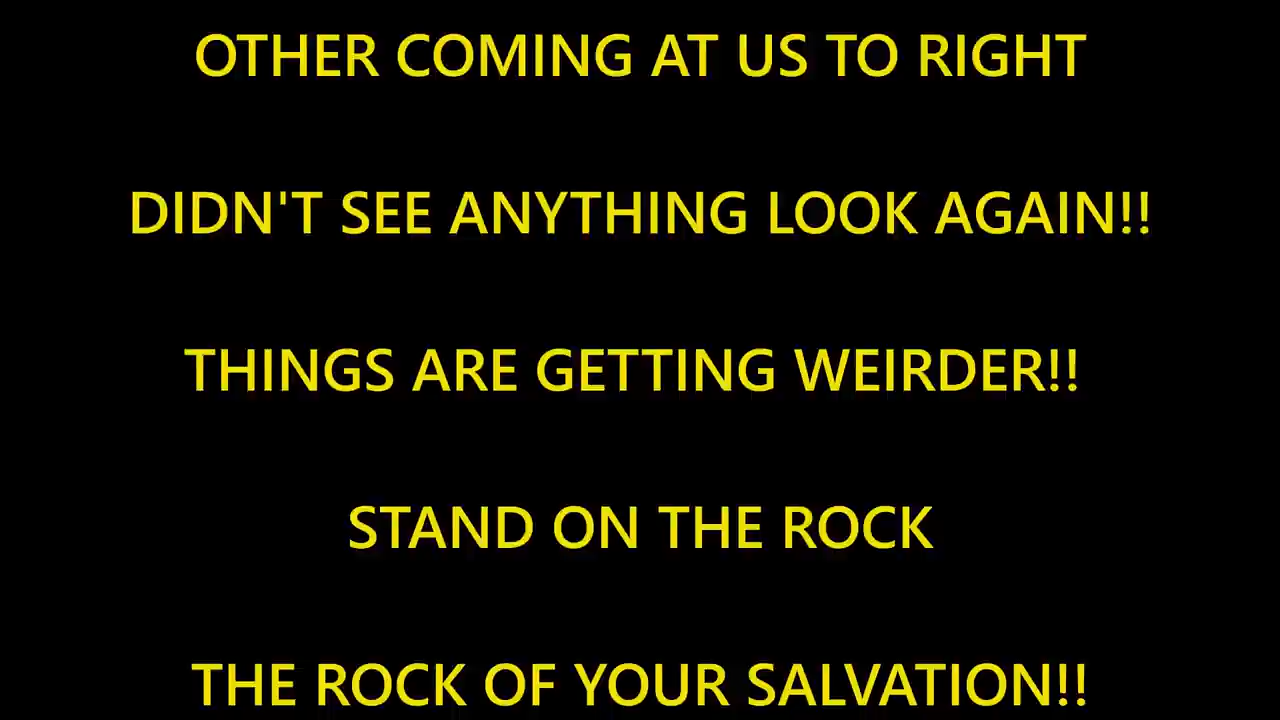 OTHER COMING AT US TO RIGHT
DIDN'T SEE ANYTHING LOOK AGAIN!!
THINGS ARE GETTING WEIRDER!!
STAND ON THE ROCK
THE ROCK OF YOUR SALVATION!!